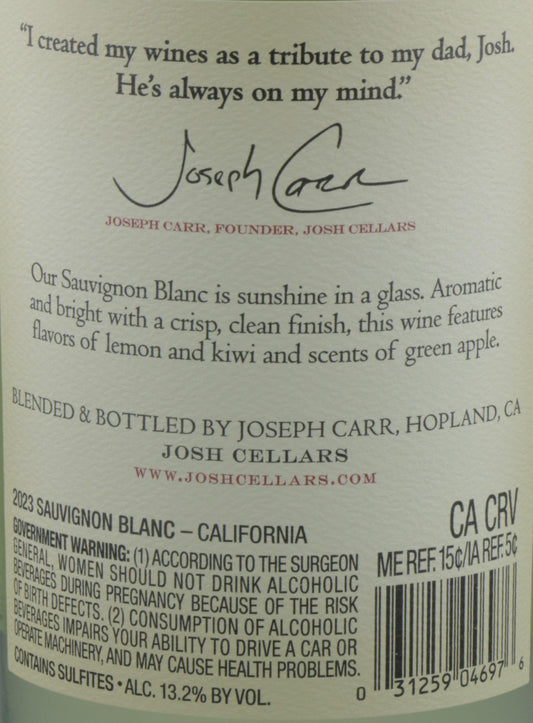 “I created my wines as a tribute to my dad, Josh.
He’s always on my mind.”
Joseph Carr
JOSEPH CARR, FOUNDER, JOSH CELLARS
Our Sauvignon Blanc is sunshine in a glass. Aromatic
and bright with a crisp, clean finish, this wine features
flavors of lemon and kiwi and scents of green apple.
BLENDED & BOTTLED BY JOSEPH CARR, HOPLAND, CA
JOSH CELLARS
WWW.JOSHCELLARS.COM
2023 SAUVIGNON BLANC – CALIFORNIA
GOVERNMENT WARNING: (1) ACCORDING TO THE SURGEON
GENERAL, WOMEN SHOULD NOT DRINK ALCOHOLIC
BEVERAGES DURING PREGNANCY BECAUSE OF THE RISK
OF BIRTH DEFECTS. (2) CONSUMPTION OF ALCOHOLIC
BEVERAGES IMPAIRS YOUR ABILITY TO DRIVE A CAR OR
OPERATE MACHINERY, AND MAY CAUSE HEALTH PROBLEMS.
CONTAINS SULFITES • ALC. 13.2% BY VOL.
CA CRV
ME REF. 15¢/IA REF. 5¢
0 31259 04697 6